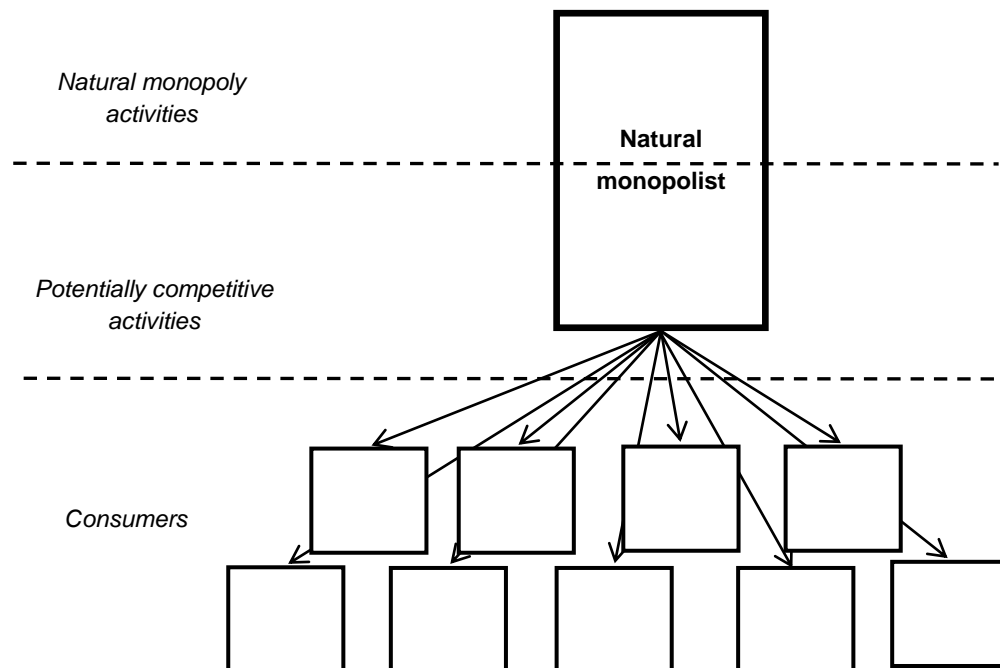 Natural monopoly
activities
Natural
monopolist
Potentially competitive
activities
Consumers